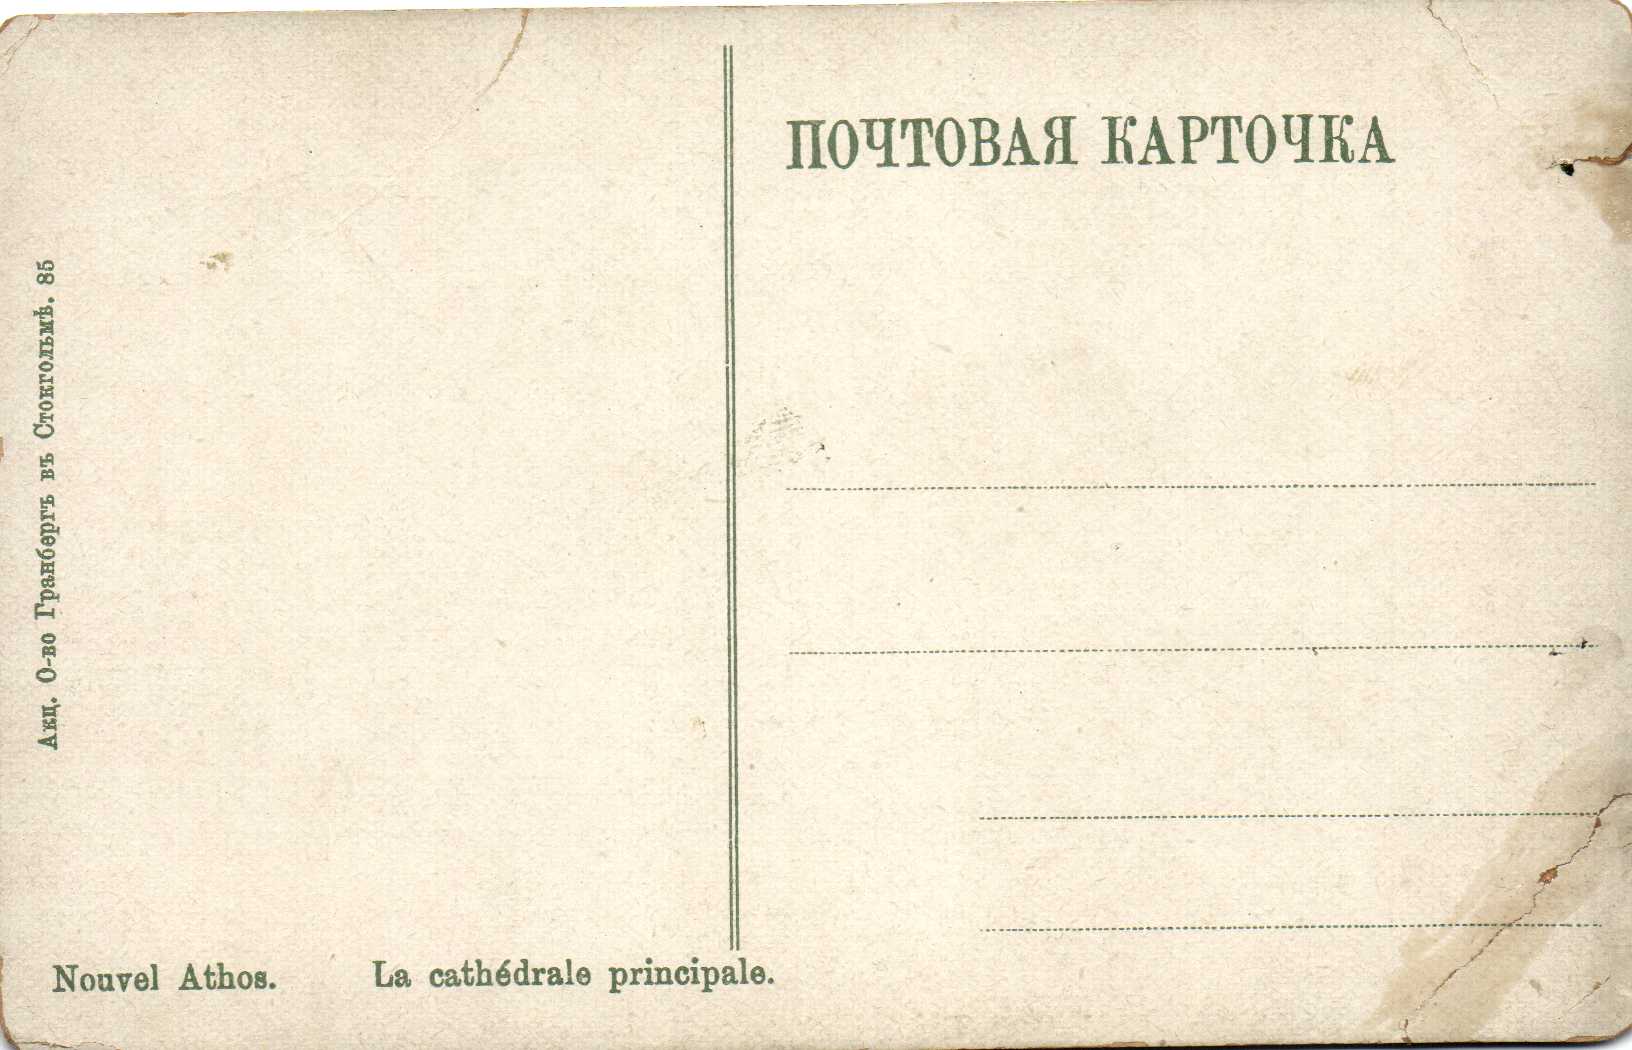 ПОЧТОВАЯ КАРТОЧКА
Акц. О-во Гранбергъ въ Стокгольмѣ. 85
Nouvel Athos. La cathédrale principale.